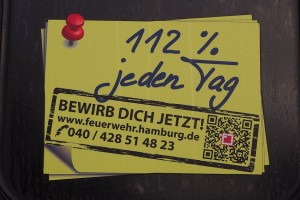 112 %
jeden Tag
BEWIRB DICH JETZT!
www.feuerwehr.hamburg.de
040 / 428 51 48 23